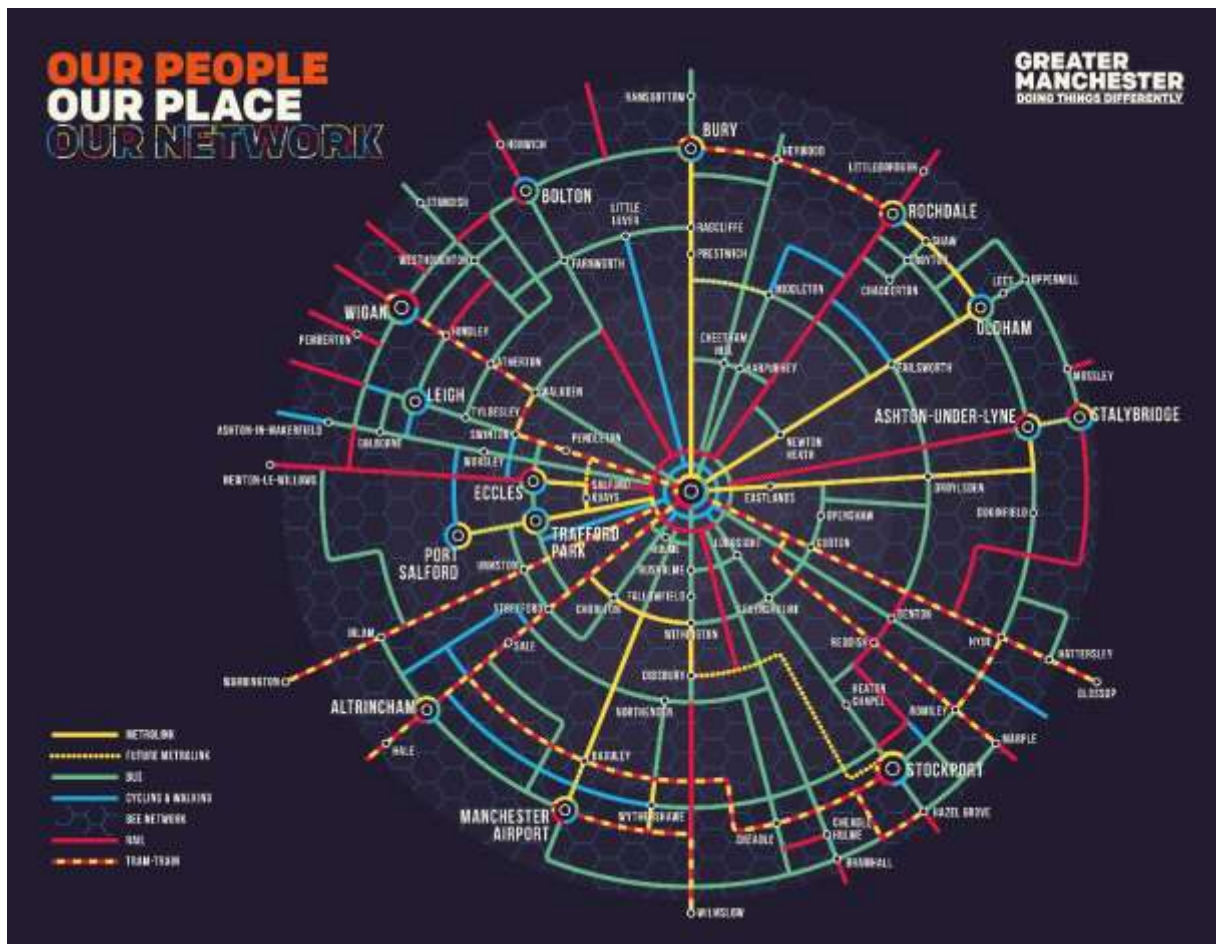 OUR PEOPLE
OUR PLACE
OUR NETWORK
GREATER
MANCHESTER
DOING THINGS DIFFERENTLY
RAMSBOTTOM
BURY
HEYWOOD
LITTLEBOROUGH
HORWICH
BOLTON
LITTLE
LEVER
ROCHDALE
STANDISH
RADCLIFFE
SHAW
PRESTWICH
ROYTON
WESTHOUGHTON
FARNWORTH
CHADDERTON
LEES
UPPERMILL
MIDDLETON
WIGAN
OLDHAM
PEMBERTON
HINDLEY
CHEETHAM
HILL
HARPURHEY
ATHERTON
FAILSWORTH
MOSSLEY
WALKDEN
LEIGH
TYLDESLEY
ASHTON-UNDER-LYNE
STALYBRIDGE
ASHTON-IN-MAKERFIELD
GOLBORNE
SWINTON
PENDLETON
NEWTON
HEATH
WORSLEY
NEWTON-LE-WILLOWS
ECCLES
SALFORD
QUAYS
EASTLANDS
DROYLSDEN
OPENSHAW
DUKINFIELD
PORT
SALFORD
TRAFFORD
PARK
HULME
LONGSIGHT
GORTON
URMSTON
RUSHOLME
STRETFORD
CHORLTON
FALLOWFIELD
LEVENSHULME
DENTON
IRLAM
SALE
WITHINGTON
REDDISH
HYDE
HATTERSLEY
WARRINGTON
DIDSBURY
GLOSSOP
ALTRINCHAM
NORTHENDEN
HEATON
CHAPEL
ROMILEY
HALE
MARPLE
BAGULEY
STOCKPORT
MANCHESTER
AIRPORT
WYTHENSHAWE
CHEADLE
CHEADLE
HULME
HAZEL GROVE
BRAMHALL
WILMSLOW
METROLINK
FUTURE METROLINK
BUS
CYCLING & WALKING
BEE NETWORK
RAIL
TRAM-TRAIN